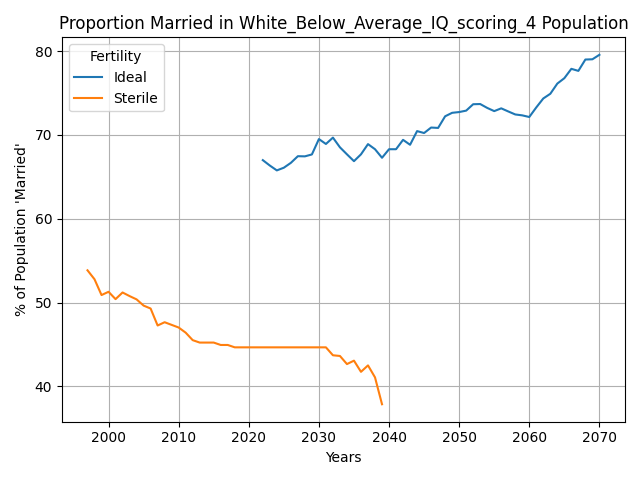 Proportion Married in White_Below_Average_IQ_scoring_4 Population
Fertility
Ideal
Sterile
% of Population 'Married'
80
70
60
50
40
2000 2010 2020 2030 2040 2050 2060 2070
Years